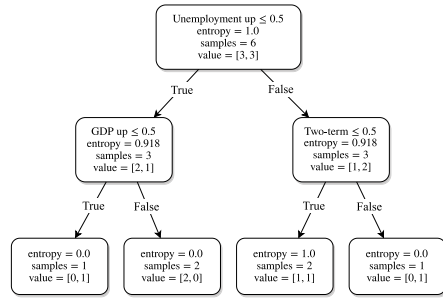 Unemployment up ≤ 0.5
entropy = 1.0
samples = 6
value = [3, 3]
True
False
GDP up ≤ 0.5
entropy = 0.918
samples = 3
value = [2, 1]
Two-term ≤ 0.5
entropy = 0.918
samples = 3
value = [1, 2]
True
False
True
False
entropy = 0.0
samples = 1
value = [0, 1]
entropy = 0.0
samples = 2
value = [2, 0]
entropy = 1.0
samples = 2
value = [1, 1]
entropy = 0.0
samples = 1
value = [0, 1]